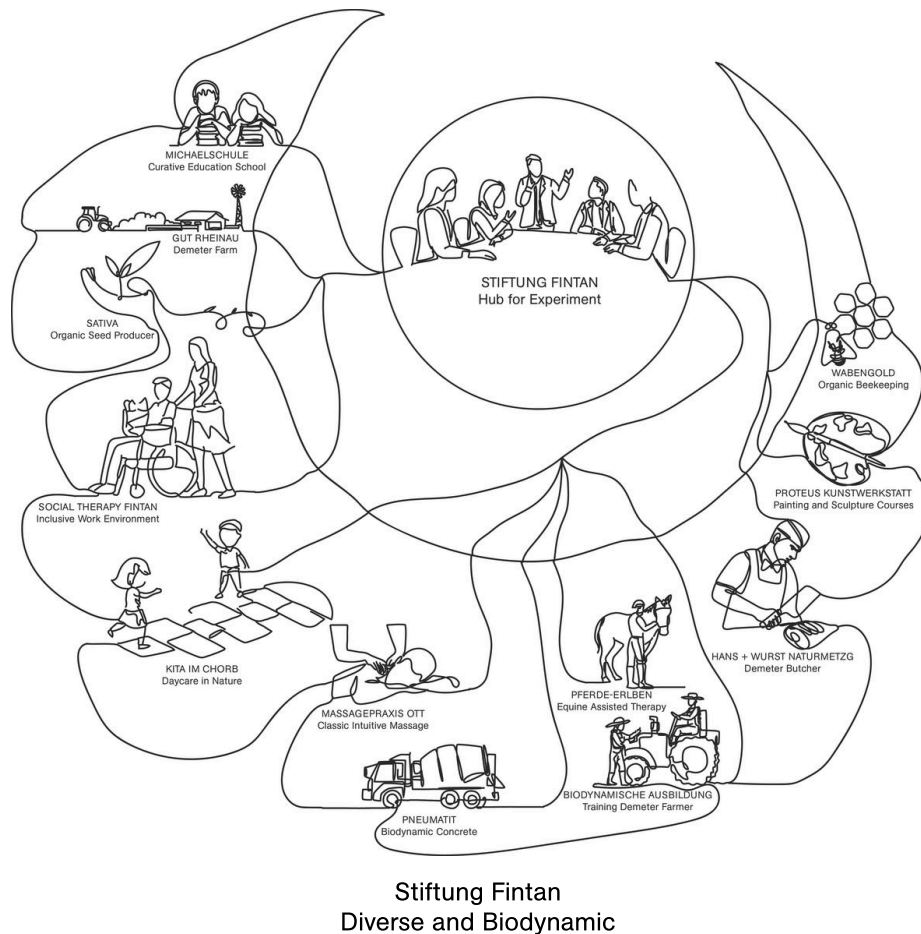 MICHAELSCHULE
Curative Education School
GUT RHEINAU
Demeter Farm
SATIVA
Organic Seed Producer
STIFTUNG FINTAN
Hub for Experiment
WABENGOLD
Organic Beekeeping
PROTEUS KUNSTWERKSTATT
Painting and Sculpture Courses
SOCIAL THERAPY FINTAN
Inclusive Work Environment
KITA IM CHORB
Daycare in Nature
MASSAGEPRAXIS OTT
Classic Intuitive Massage
PFERDE-ERLBEN
Equine Assisted Therapy
HANS + WURST NATURMETZG
Demeter Butcher
PNEUMATIT
Biodynamic Concrete
BIODYNAMISCHE AUSBILDUNG
Training Demeter Farmer
Stiftung Fintan
Diverse and Biodynamic